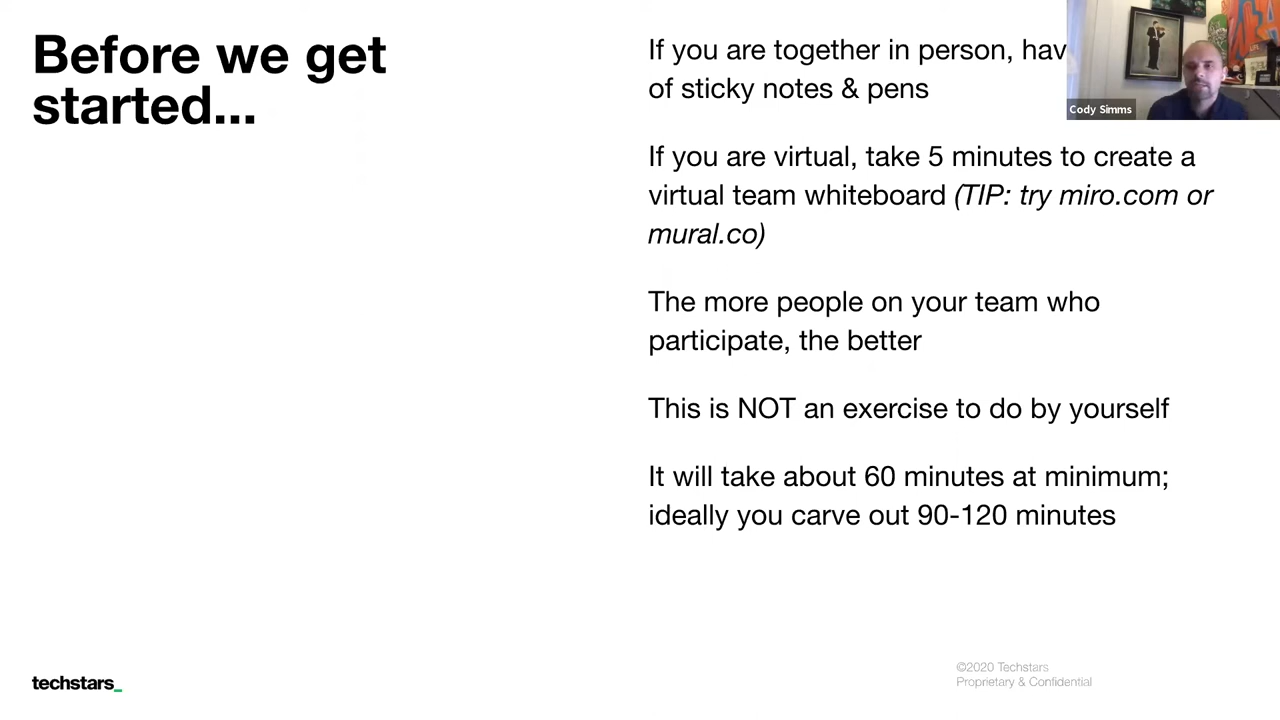 Before we get
started...
If you are together in person,
of sticky notes & pens
Cody Simms
If you are virtual, take 5 minutes to create a
virtual team whiteboard (TIP: try miro.com or
mural.co)
The more people on your team who
participate, the better
This is NOT an exercise to do by yourself
It will take about 60 minutes at minimum;
ideally you carve out 90-120 minutes
techstars_
©2020 Techstars
Proprietary & Confidential